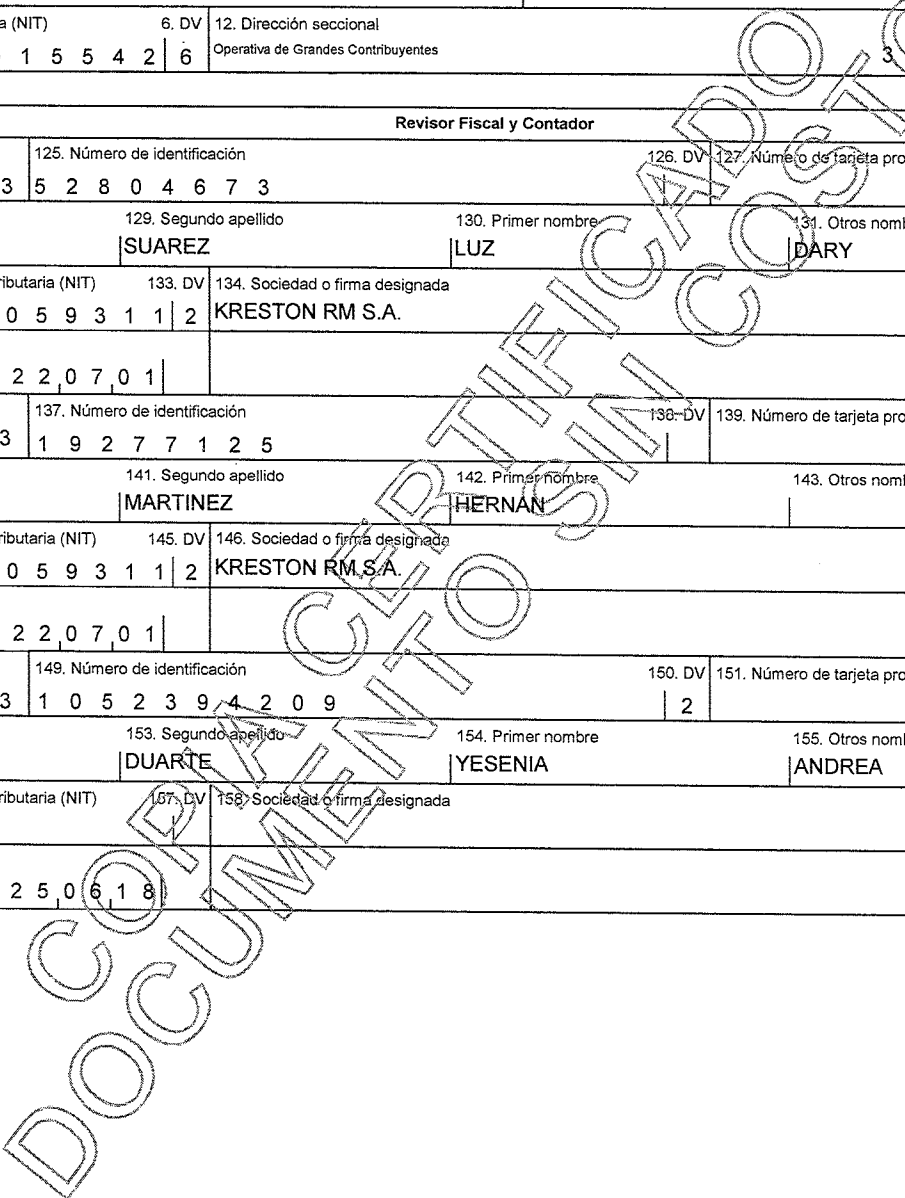 a (NIT) 6. DV 12. Dirección seccional
1 5 5 4 2 6 Operativa de Grandes Contribuyentes 3
Revisor Fiscal y Contador
125. Número de identificación 126. DV 127. Número de tarjeta pro
3 5 2 8 0 4 6 7 3
129. Segundo apellido 130. Primer nombre 131. Otros nomb
SUAREZ LUZ DARY
ributaria (NIT) 133. DV 134. Sociedad o firma designada
0 5 9 3 1 1 2 KRESTON RM S.A.
2 2 0 7 0 1
137. Número de identificación 138. DV 139. Número de tarjeta pro
3 1 9 2 7 7 1 2 5
141. Segundo apellido 142. Primer nombre 143. Otros nomb
MARTINEZ HERNAN
ributaria (NIT) 145. DV 146. Sociedad o firma designada
0 5 9 3 1 1 2 KRESTON RM S.A.
2 2 0 7 0 1
149. Número de identificación 150. DV 151. Número de tarjeta pro
3 1 0 5 2 3 9 4 2 0 9 2
153. Segundo apellido 154. Primer nombre 155. Otros nomb
DUARTE YESENIA ANDREA
ributaria (NIT) 157. DV 158. Sociedad o firma designada
2 5 0 6 1 8
COPIA CERTIFICADO
DOCUMENTO SIN COSTO